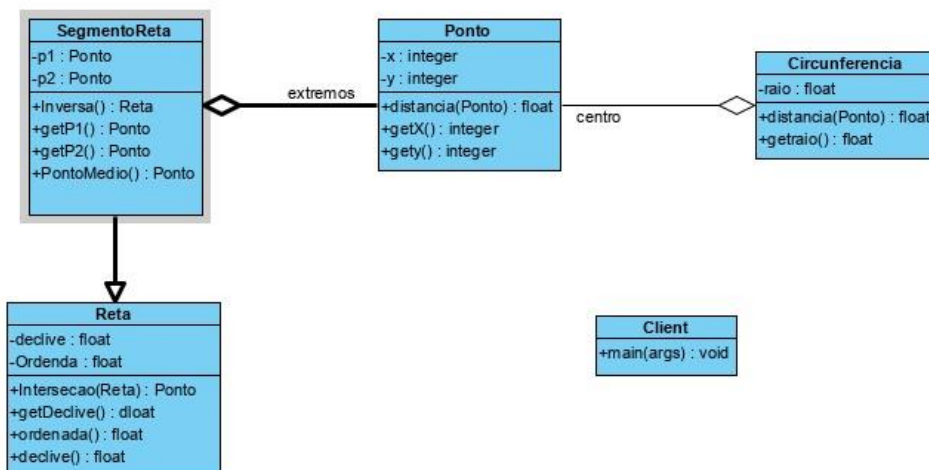 SegmentoReta
-p1 : Ponto
-p2 : Ponto
+Inversa() : Reta
+getP1() : Ponto
+getP2() : Ponto
+PontoMedio() : Ponto
extremos
Ponto
-x : integer
-y : integer
+distancia(Ponto) : float
+getX() : integer
+gety() : integer
centro
Circunferencia
-raio : float
+distancia(Ponto) : float
+getraio() : float
Reta
-declive : float
-Ordenda : float
+Intersecao(Reta) : Ponto
+getDeclive() : dloat
+ordenada() : float
+declive() : float
Client
+main(args) : void